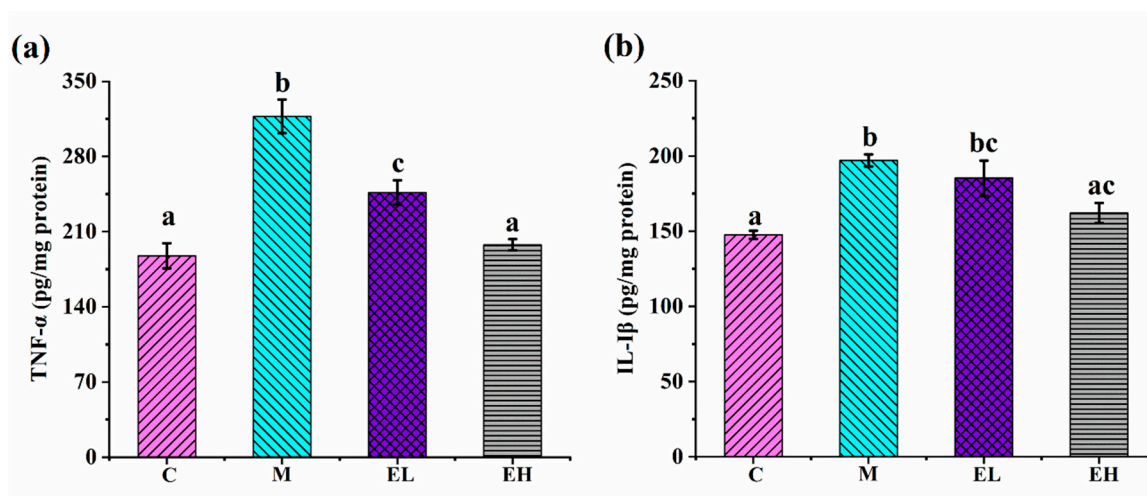 (a)
TNF-α (pg/mg protein)
350
280
210
140
70
0
a
b
c
a
C M EL EH
(b)
IL-Iβ (pg/mg protein)
250
200
150
100
50
0
a
b
bc
ac
C M EL EH